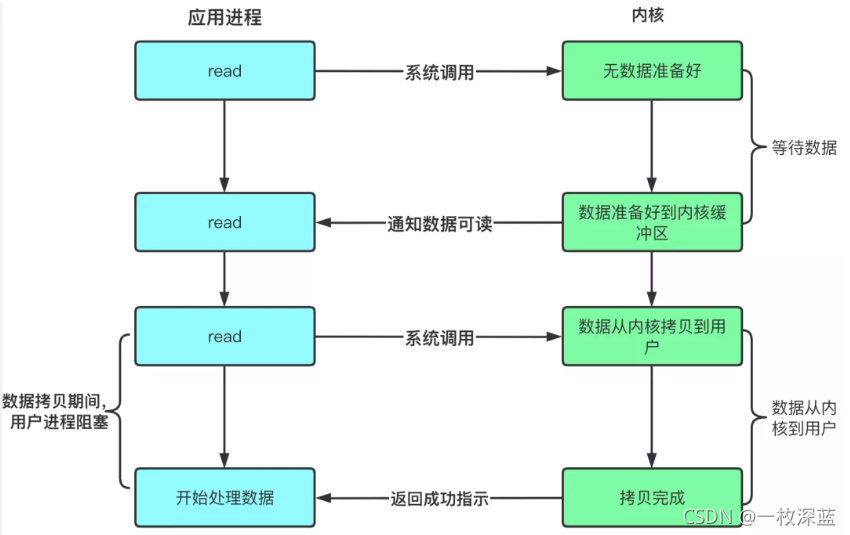 应用进程
内核
read
系统调用
无数据准备好
等待数据
read
通知数据可读
数据准备好到内核缓
冲区
read
系统调用
数据从内核拷贝到用
户
数据拷贝期间，
用户进程阻塞
数据从内
核到用户
开始处理数据
返回成功指示
拷贝完成
CSDN @一枚深蓝